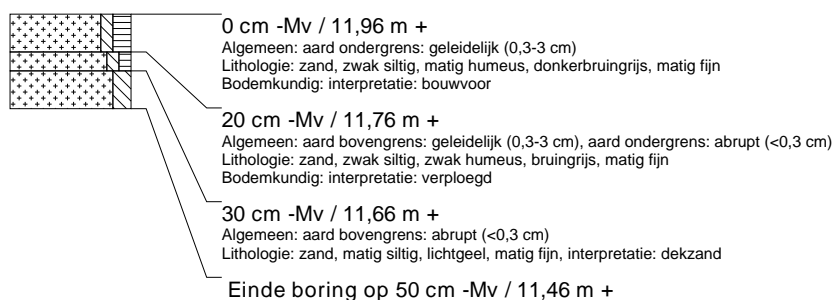 0 cm -Mv / 11,96 m +
Algemeen: aard ondergrens: geleidelijk (0,3-3 cm)
Lithologie: zand, zwak siltig, matig humeus, donkerbruingrijs, matig fijn
Bodemkundig: interpretatie: bouwvoor
20 cm -Mv / 11,76 m +
Algemeen: aard bovengrens: geleidelijk (0,3-3 cm), aard ondergrens: abrupt (<0,3 cm)
Lithologie: zand, zwak siltig, zwak humeus, bruingrijs, matig fijn
Bodemkundig: interpretatie: verploegd
30 cm -Mv / 11,66 m +
Algemeen: aard bovengrens: abrupt (<0,3 cm)
Lithologie: zand, matig siltig, lichtgeel, matig fijn, interpretatie: dekzand
Einde boring op 50 cm -Mv / 11,46 m +